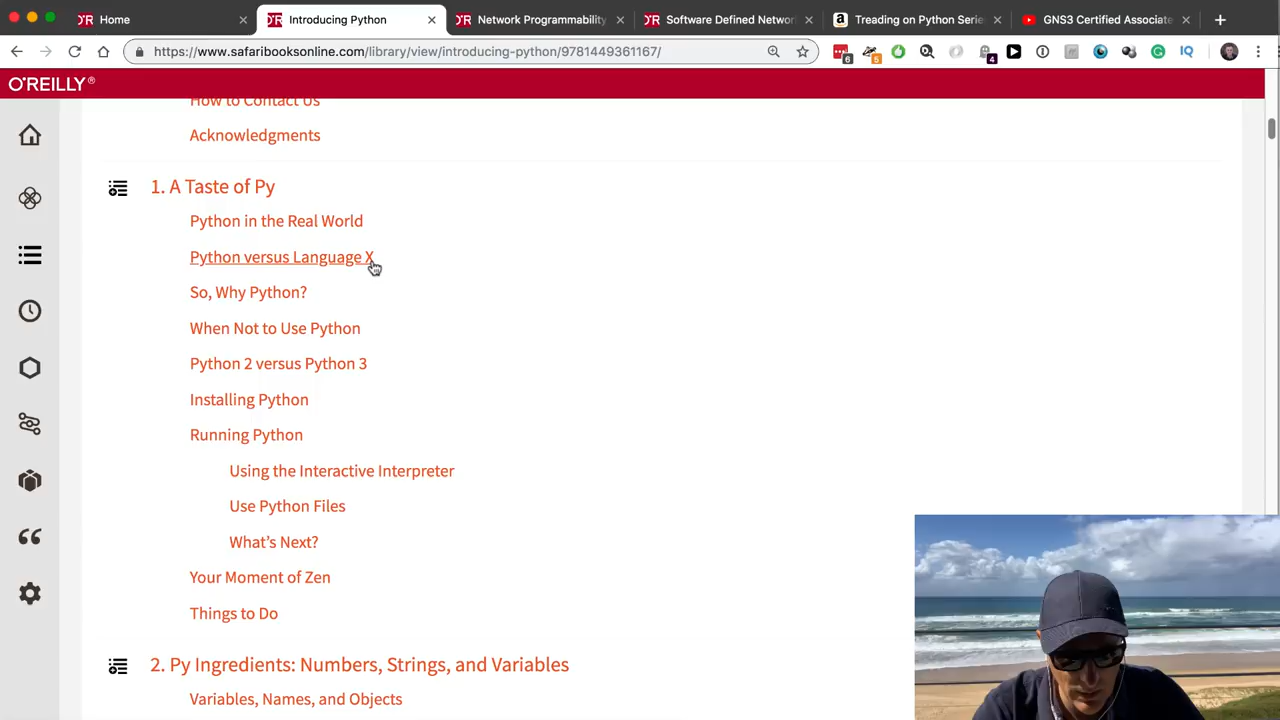 Home
Introducing Python
Network Programmability
Software Defined Networ
Treading on Python Serie
GNS3 Certified Associate
https://www.safaribooksonline.com/library/view/introducing-python/9781449361167/
6
5
4
IQ
O'REILLY®
How to Contact Us
Acknowledgments
1. A Taste of Py
Python in the Real World
Python versus Language X
So, Why Python?
When Not to Use Python
Python 2 versus Python 3
Installing Python
Running Python
Using the Interactive Interpreter
Use Python Files
What’s Next?
Your Moment of Zen
Things to Do
2. Py Ingredients: Numbers, Strings, and Variables
Variables, Names, and Objects